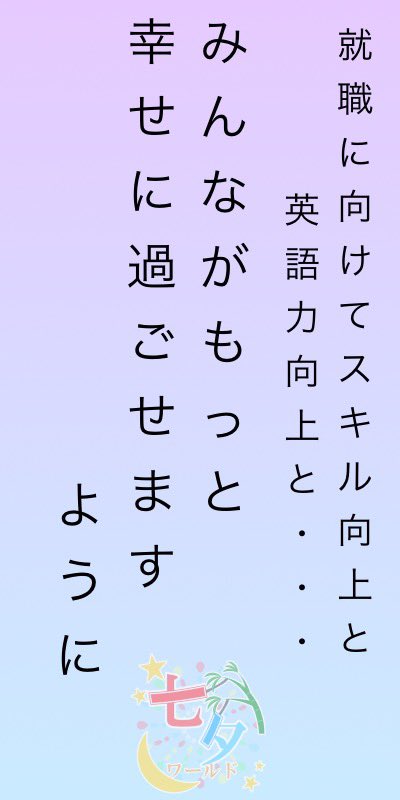 就職に向けてスキル向上と
英語力向上と・・・
みんながもっと
幸せに過ごせます
ように
七夕
ワールド